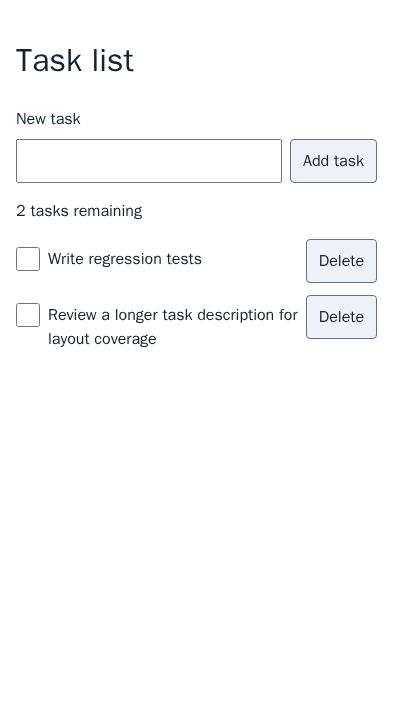 Task list
New task
Add task
2 tasks remaining
Write regression tests
Delete
Review a longer task description for
layout coverage
Delete